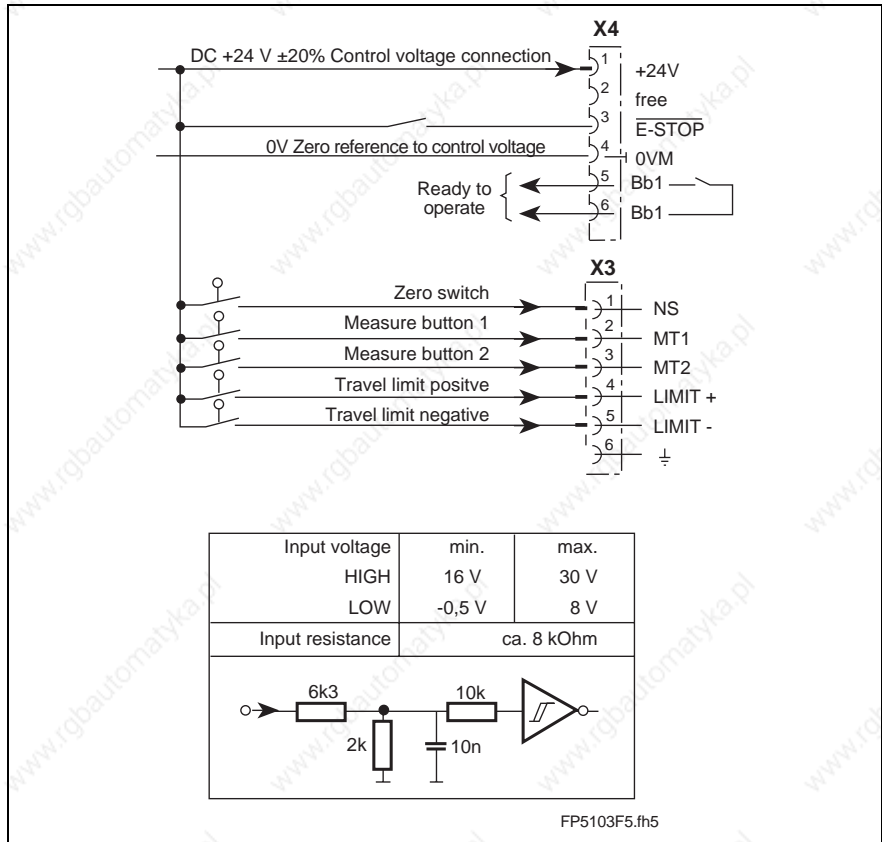 X4
DC +24 V ±20% Control voltage connection
1
+24V
2
free
3
E-STOP
0V Zero reference to control voltage
4
0VM
Ready to
operate
5
Bb1
6
Bb1
X3
Zero switch
1
NS
Measure button 1
2
MT1
Measure button 2
3
MT2
Travel limit positve
4
LIMIT +
Travel limit negative
5
LIMIT -
6
Input voltage min. max.
HIGH 16 V 30 V
LOW -0,5 V 8 V
Input resistance ca. 8 kOhm
6k3
10k
2k
10n
FP5103F5.fh5
www.rgbautomatyka.pl